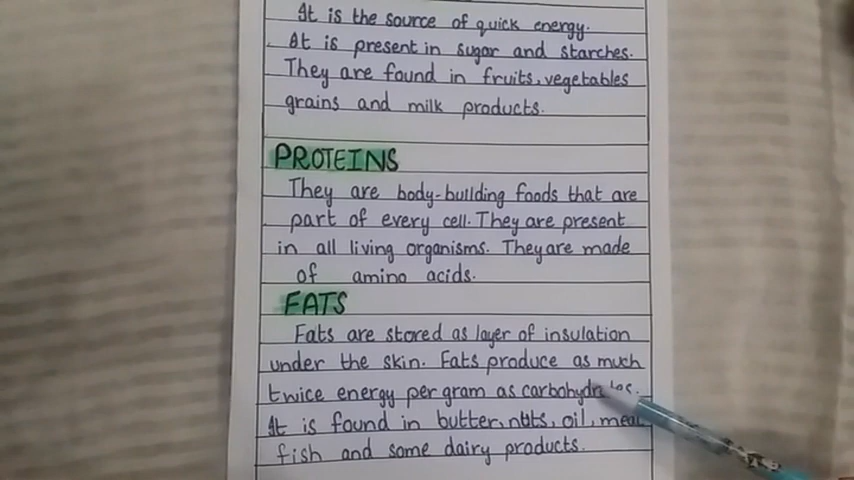 It is the source of quick energy.
It is present in sugar and starches.
They are found in fruits, vegetables
grains and milk products.
PROTEINS
They are body-building foods that are
part of every cell. They are present
in all living organisms. They are made
of amino acids.
FATS
Fats are stored as layer of insulation
under the skin. Fats produce as much
twice energy per gram as carbohydrates.
It is found in butter, nuts, oil, meat
fish and some dairy products.